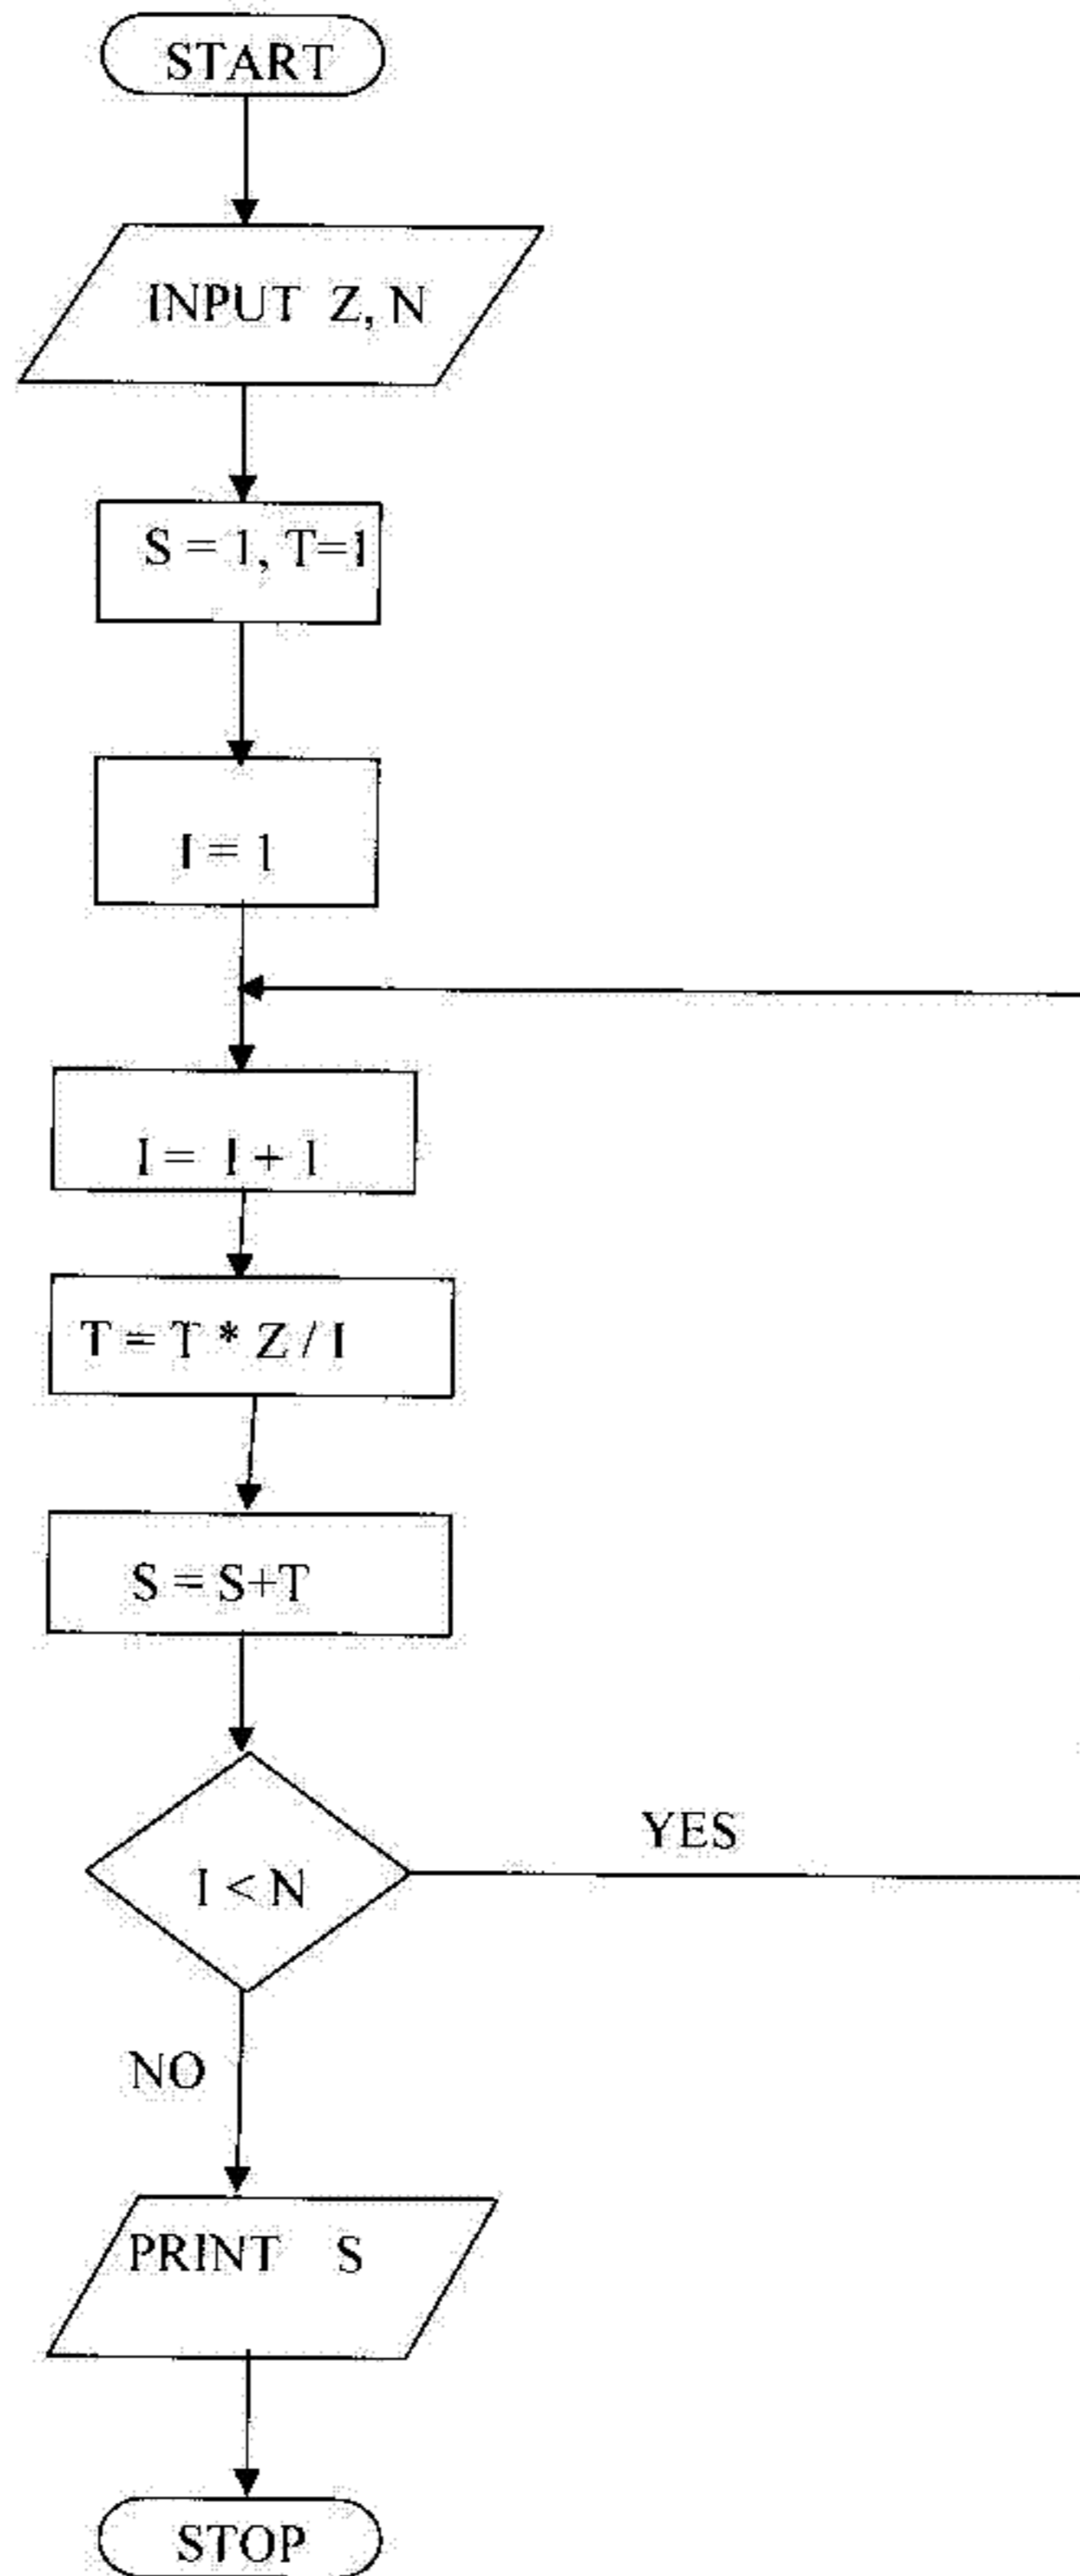 START
INPUT Z, N
S = 1, T=1
I = 1
I = I + 1
T = T * Z / I
S = S+T
I < N
YES
NO
PRINT S
STOP